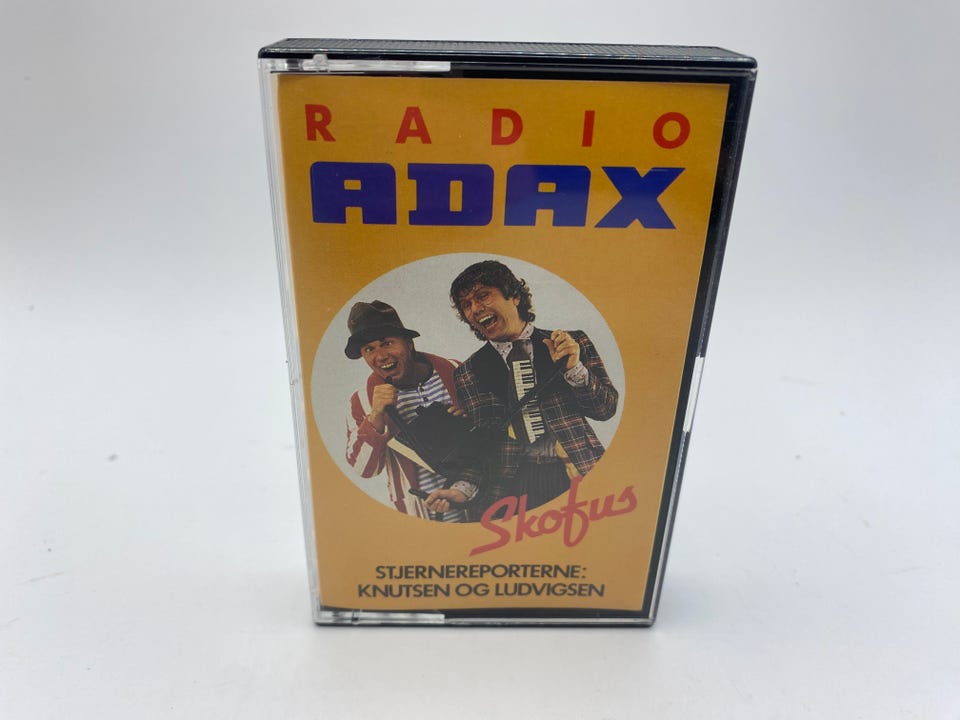 RADIO
ADAX
Skofus
STJERNEREPORTERNE:
KNUTSEN OG LUDVIGSEN